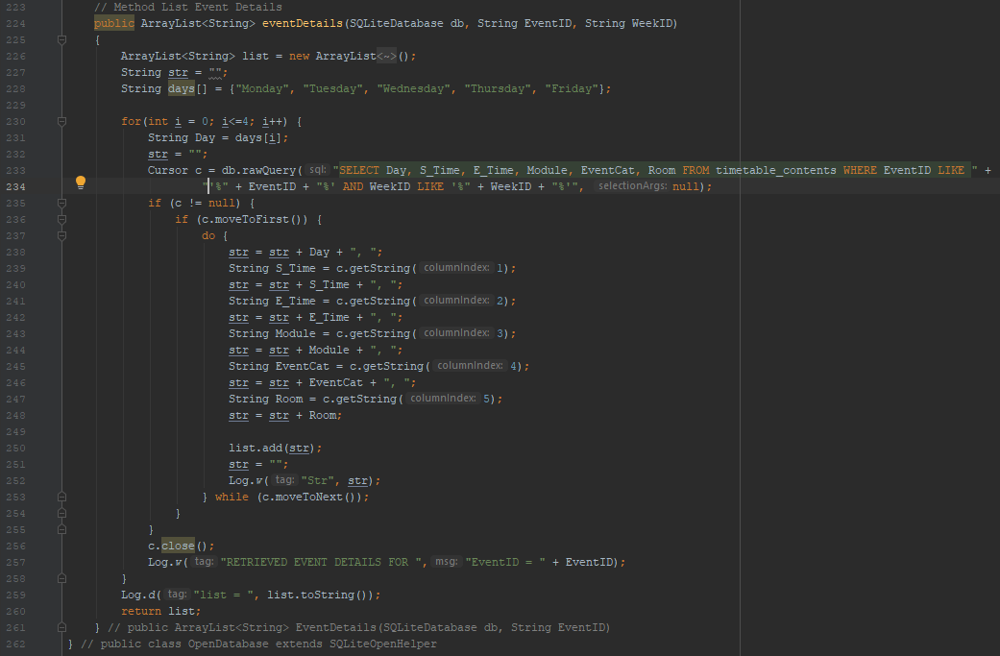 223 // Method List Event Details
224 public ArrayList<String> eventDetails(SQLiteDatabase db, String EventID, String WeekID)
225 {
226 ArrayList<String> list = new ArrayList<~>();
227 String str = "";
228 String days[] = {"Monday", "Tuesday", "Wednesday", "Thursday", "Friday"};
229
230 for(int i = 0; i<=4; i++) {
231 String Day = days[i];
232 str = "";
233 Cursor c = db.rawQuery( sql: "SELECT Day, S_Time, E_Time, Module, EventCat, Room FROM timetable_contents WHERE EventID LIKE " +
234 "'%" + EventID + "%' AND WeekID LIKE '%" + WeekID + "%'", selectionArgs: null);
235 if (c != null) {
236 if (c.moveToFirst()) {
237 do {
238 str = str + Day + ", ";
239 String S_Time = c.getString( columnIndex: 1);
240 str = str + S_Time + ", ";
241 String E_Time = c.getString( columnIndex: 2);
242 str = str + E_Time + ", ";
243 String Module = c.getString( columnIndex: 3);
244 str = str + Module + ", ";
245 String EventCat = c.getString( columnIndex: 4);
246 str = str + EventCat + ", ";
247 String Room = c.getString( columnIndex: 5);
248 str = str + Room;
249
250 list.add(str);
251 str = "";
252 Log.v( tag: "Str", str);
253 } while (c.moveToNext());
254 }
255 }
256 c.close();
257 Log.v( tag: "RETRIEVED EVENT DETAILS FOR ", msg: "EventID = " + EventID);
258 }
259 Log.d( tag: "list = ", list.toString());
260 return list;
261 } // public ArrayList<String> EventDetails(SQLiteDatabase db, String EventID)
262 } // public class OpenDatabase extends SQLiteOpenHelper